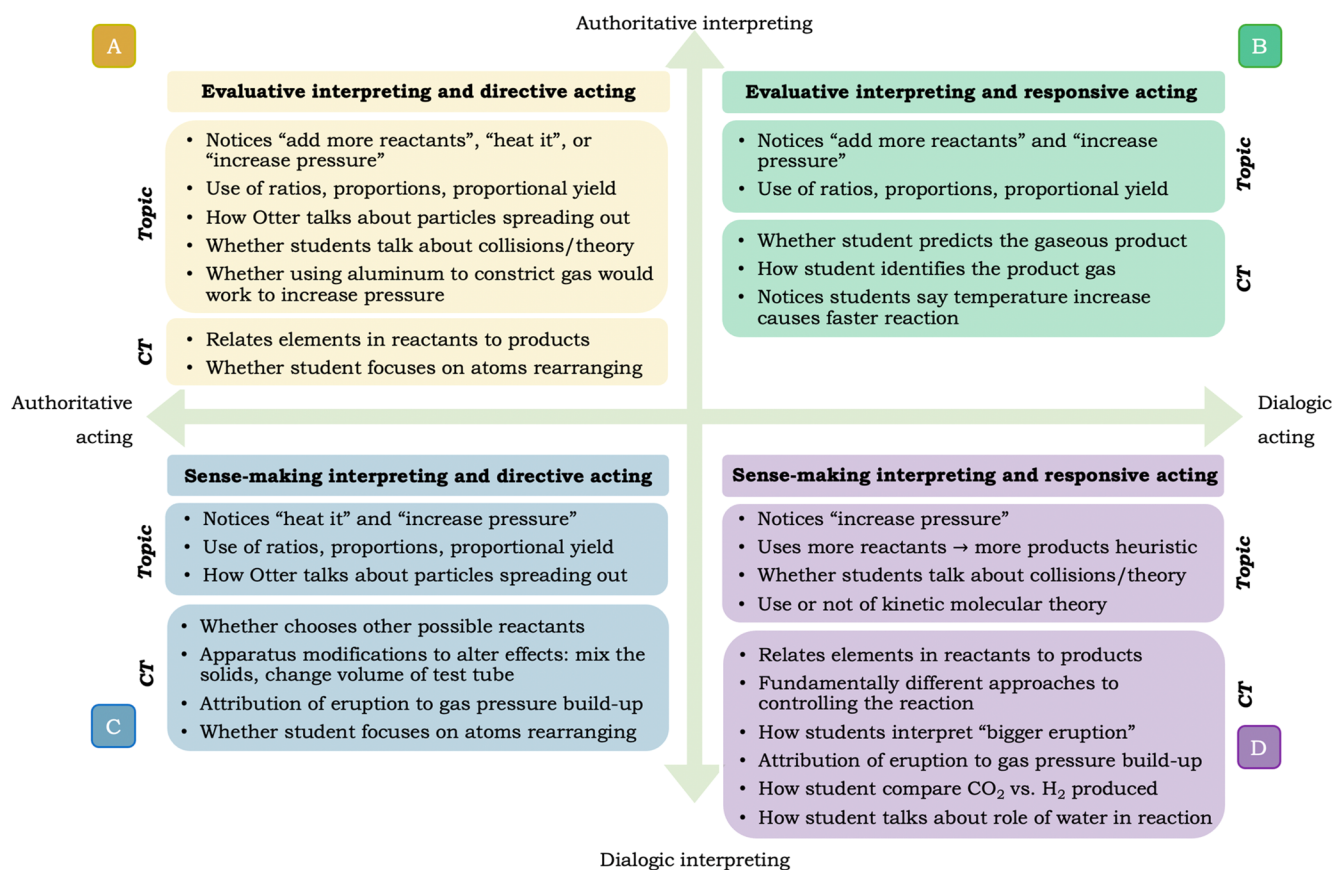 Authoritative interpreting
A
B
Evaluative interpreting and directive acting
Topic
• Notices “add more reactants”, “heat it”, or
“increase pressure”
• Use of ratios, proportions, proportional yield
• How Otter talks about particles spreading out
• Whether students talk about collisions/theory
• Whether using aluminum to constrict gas would
work to increase pressure
CT
• Relates elements in reactants to products
• Whether student focuses on atoms rearranging
Evaluative interpreting and responsive acting
• Notices “add more reactants” and “increase
pressure”
• Use of ratios, proportions, proportional yield
Topic
• Whether student predicts the gaseous product
• How student identifies the product gas
• Notices students say temperature increase
causes faster reaction
CT
Authoritative
acting
Dialogic
acting
Sense-making interpreting and directive acting
Topic
• Notices “heat it” and “increase pressure”
• Use of ratios, proportions, proportional yield
• How Otter talks about particles spreading out
CT
• Whether chooses other possible reactants
• Apparatus modifications to alter effects: mix the
solids, change volume of test tube
• Attribution of eruption to gas pressure build-up
• Whether student focuses on atoms rearranging
C
Sense-making interpreting and responsive acting
• Notices “increase pressure”
• Uses more reactants → more products heuristic
• Whether students talk about collisions/theory
• Use or not of kinetic molecular theory
Topic
• Relates elements in reactants to products
• Fundamentally different approaches to
controlling the reaction
• How students interpret “bigger eruption”
• Attribution of eruption to gas pressure build-up
• How student compare CO₂ vs. H₂ produced
• How student talks about role of water in reaction
CT
D
Dialogic interpreting